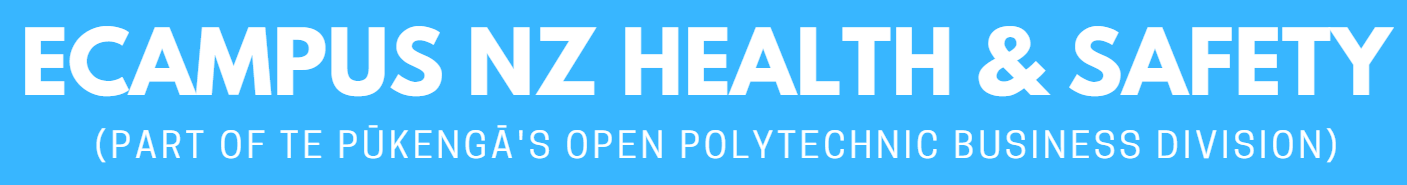 ECAMPUS NZ HEALTH & SAFETY
(PART OF TE PŪKENGĀ'S OPEN POLYTECHNIC BUSINESS DIVISION)